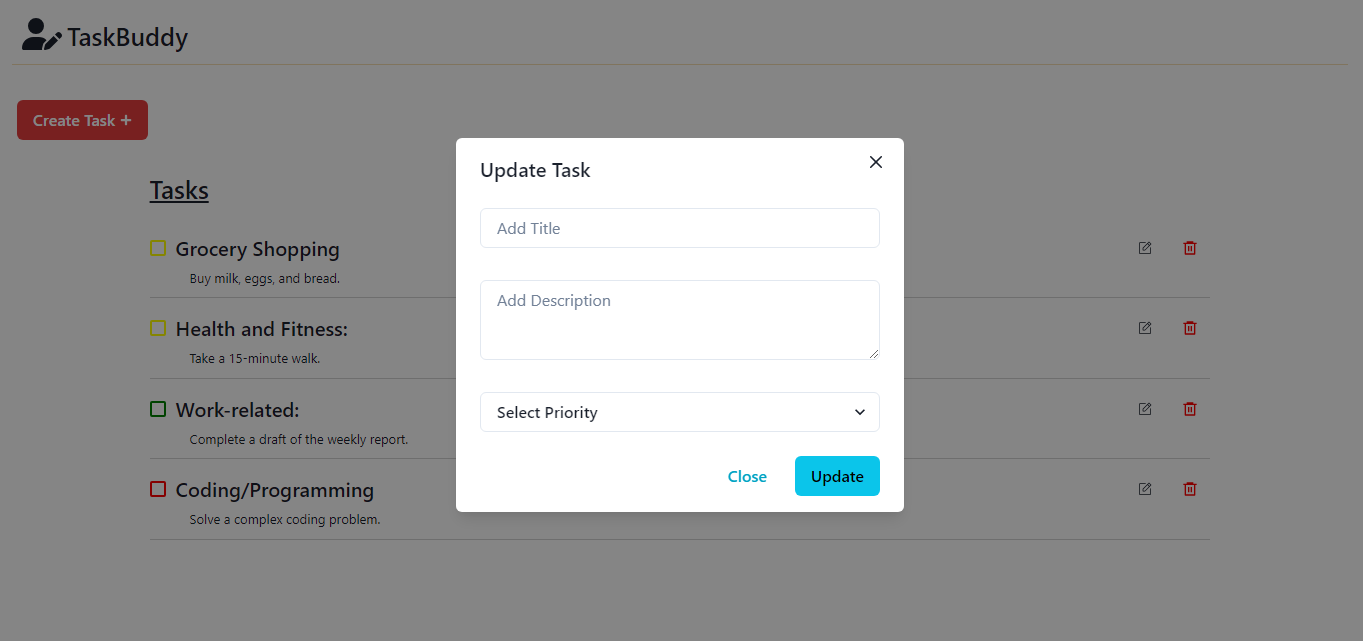 TaskBuddy
Create Task +
Tasks
Grocery Shopping
Buy milk, eggs, and bread.
Health and Fitness:
Take a 15-minute walk.
Work-related:
Complete a draft of the weekly report.
Coding/Programming
Solve a complex coding problem.
Update Task
Add Title
Add Description
Select Priority
Close
Update